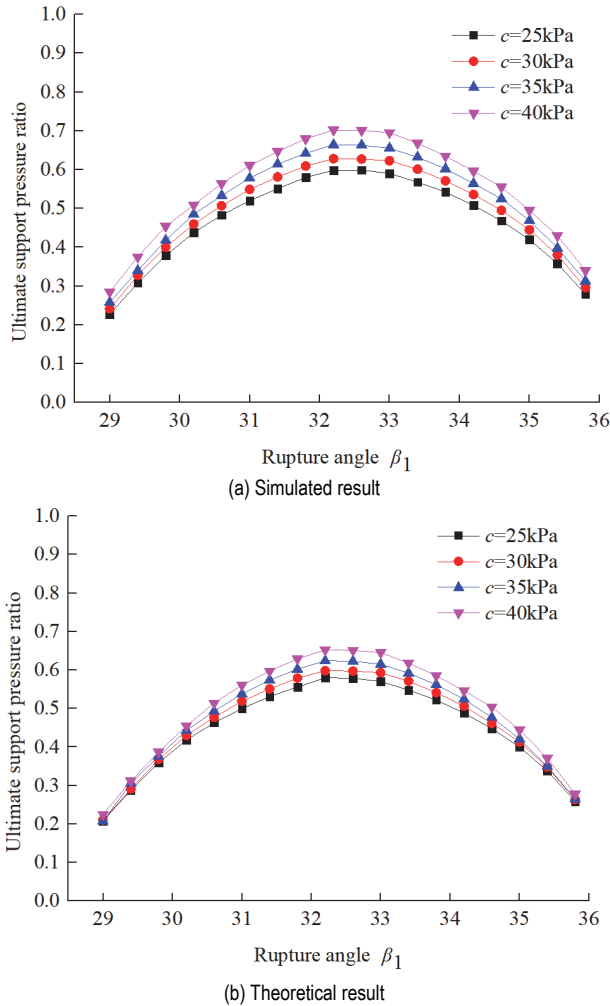 1.0
0.9
0.8
0.7
0.6
0.5
0.4
0.3
0.2
0.1
0.0
Ultimate support pressure ratio
c=25kPa
c=30kPa
c=35kPa
c=40kPa
29 30 31 32 33 34 35 36
Rupture angle β1
(a) Simulated result
1.0
0.9
0.8
0.7
0.6
0.5
0.4
0.3
0.2
0.1
0.0
Ultimate support pressure ratio
c=25kPa
c=30kPa
c=35kPa
c=40kPa
29 30 31 32 33 34 35 36
Rupture angle β1
(b) Theoretical result